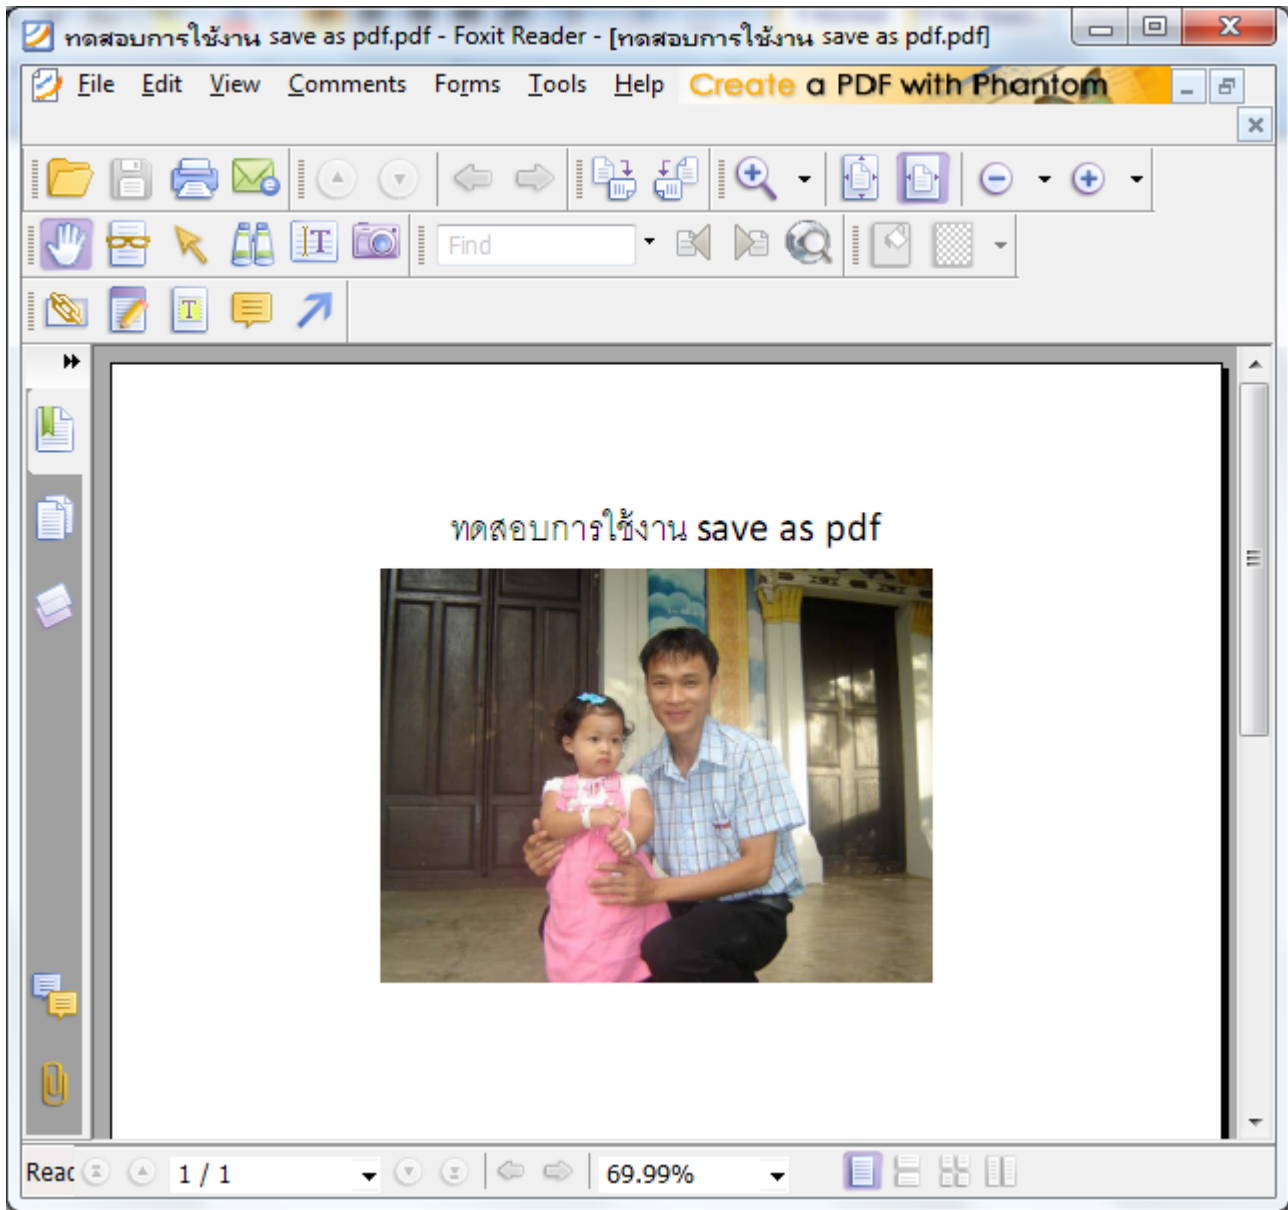 ทดสอบการใช้งาน save as pdf.pdf - Foxit Reader - [ทดสอบการใช้งาน save as pdf.pdf]
File Edit View Comments Forms Tools Help Create a PDF with Phantom
Find
ทดสอบการใช้งาน save as pdf
1 / 1 69.99%